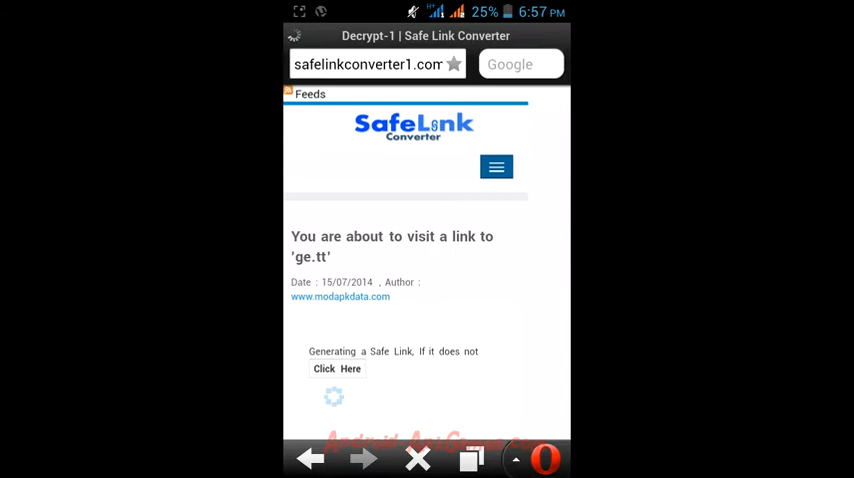 H+ 1 2 25% 6:57 PM
Decrypt-1 | Safe Link Converter
safelinkconverter1.com Google
Feeds
SafeLink
Converter
You are about to visit a link to
'ge.tt'
Date : 15/07/2014 , Author :
www.modapkdata.com
Generating a Safe Link, If it does not
Click Here